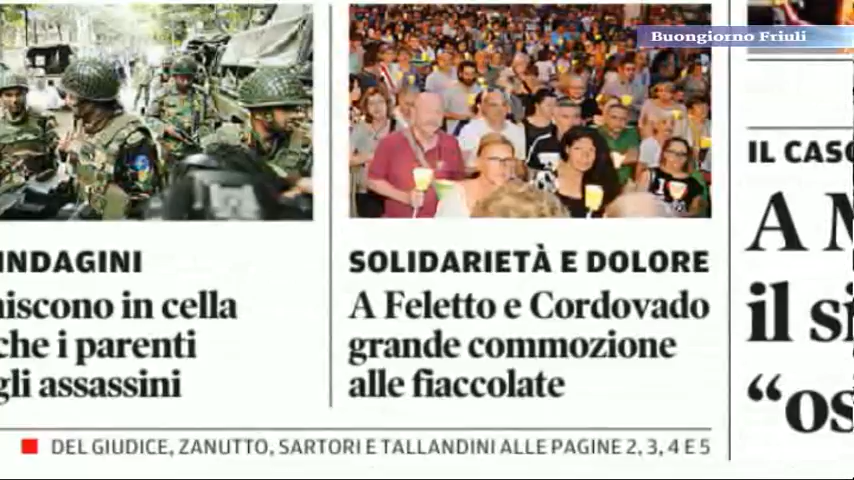 Buongiorno Friuli
INDAGINI
niscono in cella
che i parenti
gli assassini
SOLIDARIETÀ E DOLORE
A Feletto e Cordovado
grande commozione
alle fiaccolate
DEL GIUDICE, ZANUTTO, SARTORI E TALLANDINI ALLE PAGINE 2, 3, 4 E 5
IL CASO
A M
il si
“os